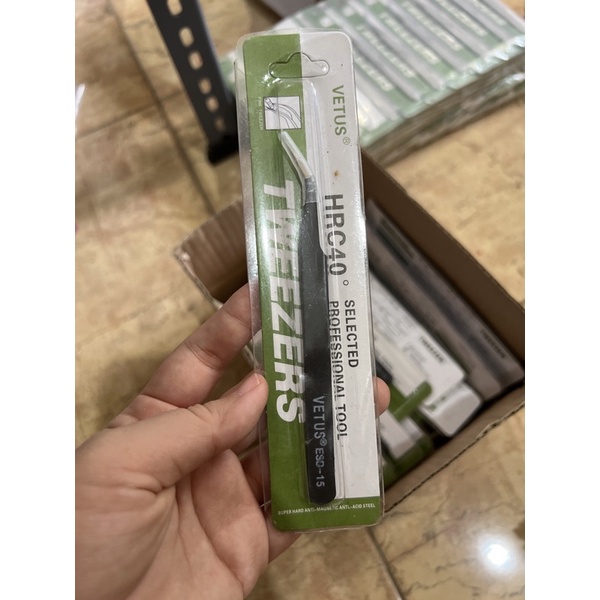 VETUS®
HRC40°
SELECTED
PROFESSIONAL TOOL
TWEEZERS
VETUS® ESD-15
SUPER HARD ANTI-MAGNETIC ANTI-ACID STEEL